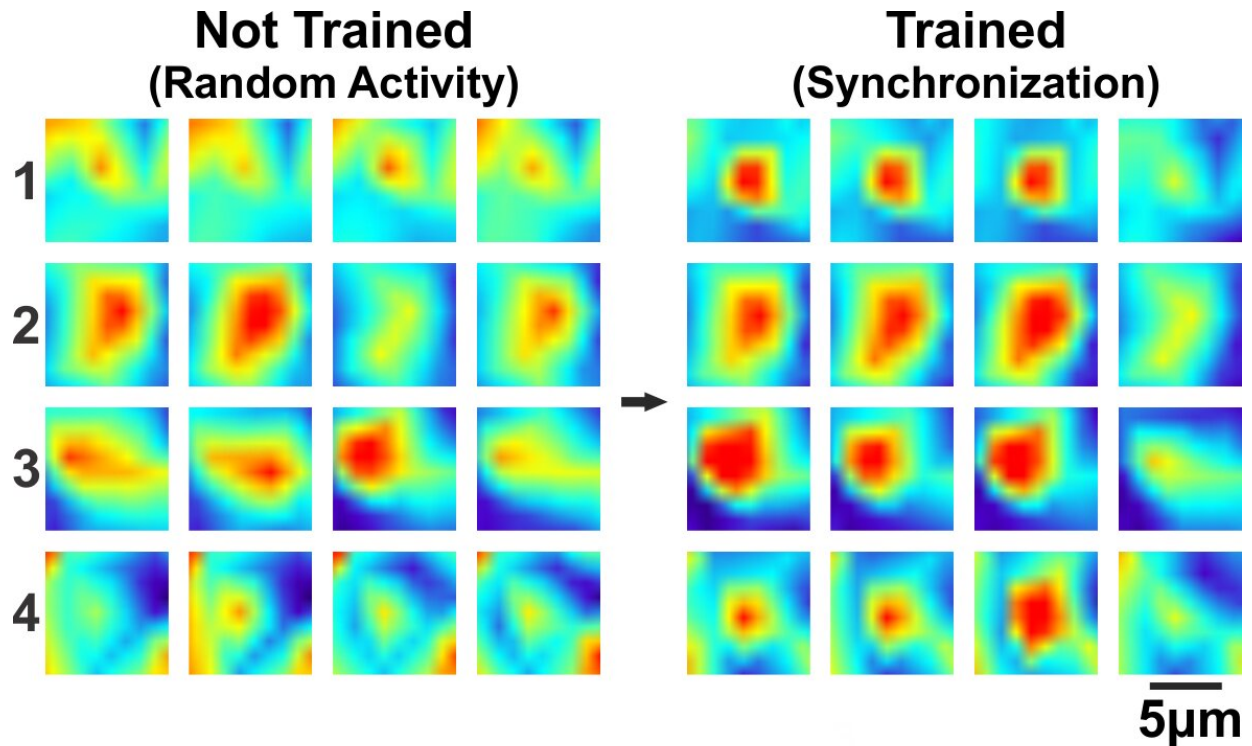 Not Trained
(Random Activity)
Trained
(Synchronization)
1
2
3
4
5μm